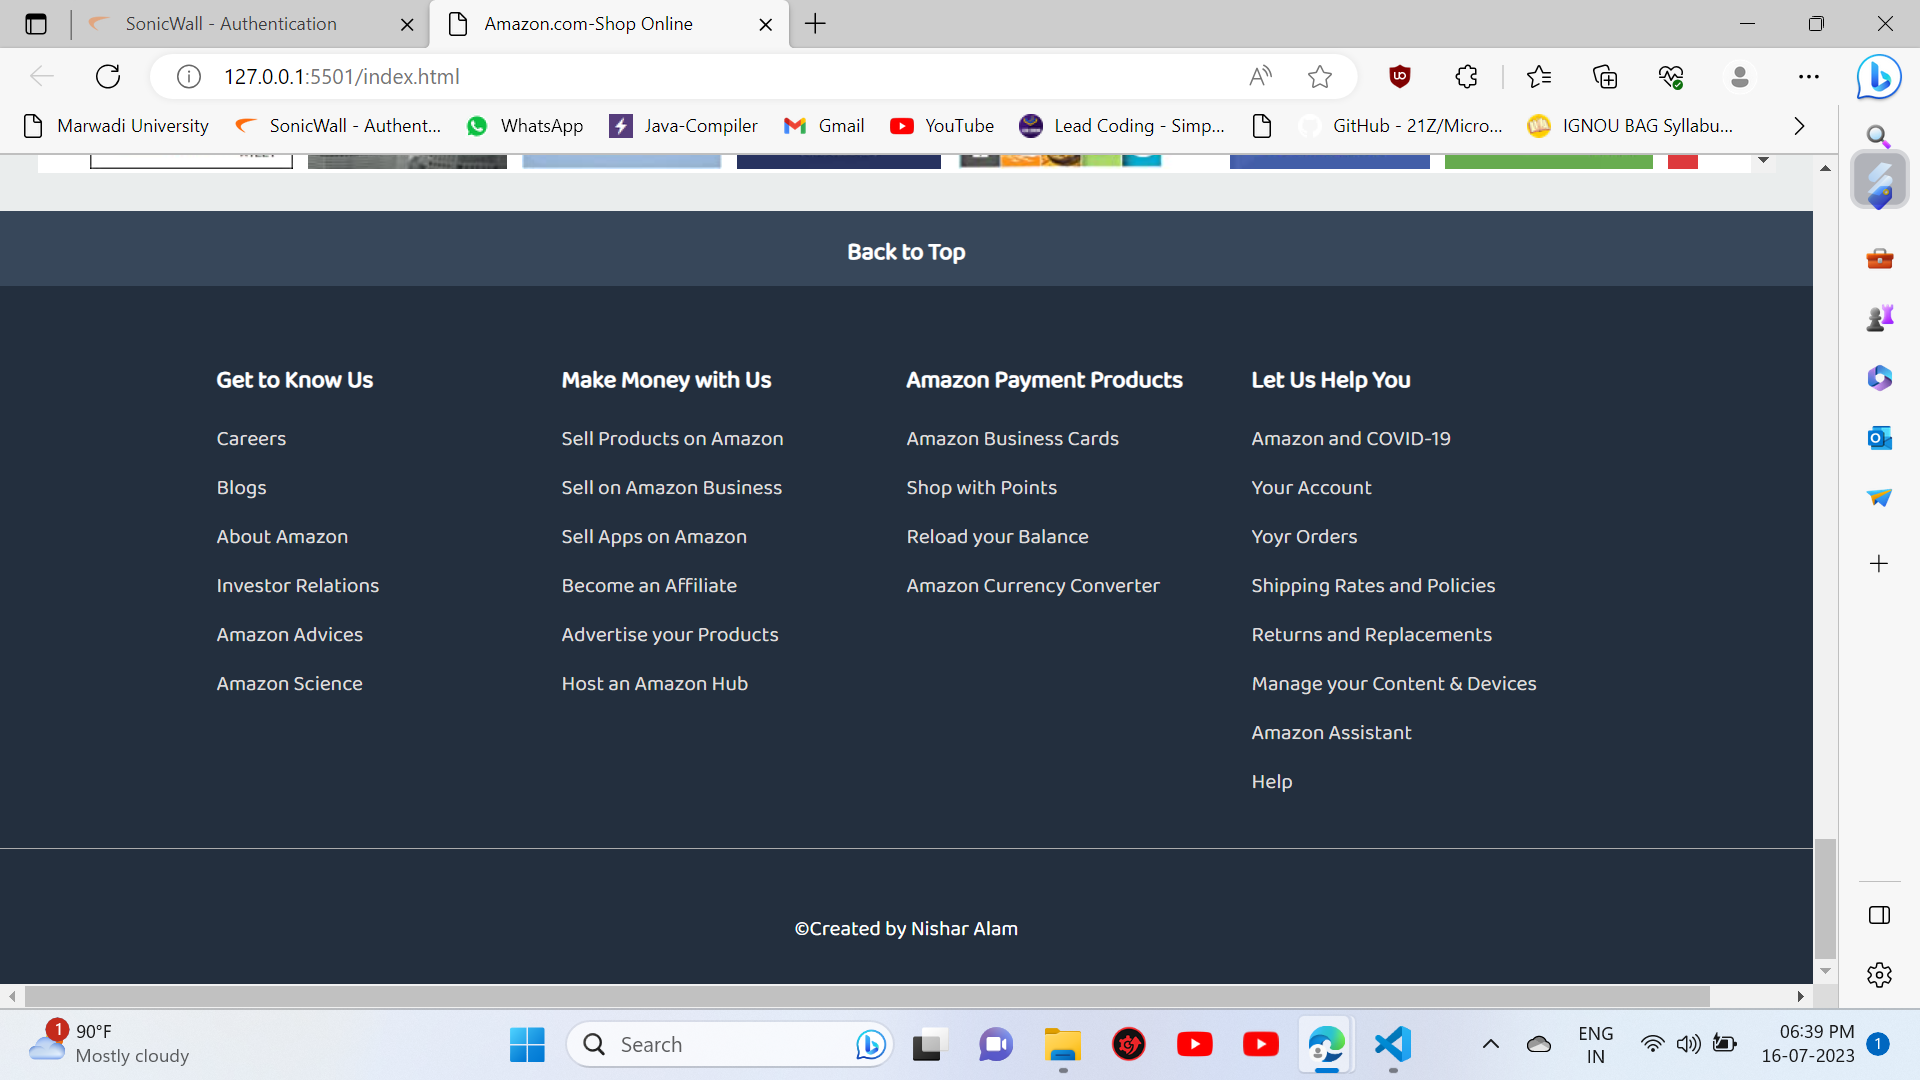 SonicWall - Authentication
Amazon.com-Shop Online
127.0.0.1:5501/index.html
Marwadi University
SonicWall - Authent...
WhatsApp
Java-Compiler
Gmail
YouTube
Lead Coding - Simp...
GitHub - 21Z/Micro...
IGNOU BAG Syllabu...
Back to Top
Get to Know Us
Careers
Blogs
About Amazon
Investor Relations
Amazon Advices
Amazon Science
Make Money with Us
Sell Products on Amazon
Sell on Amazon Business
Sell Apps on Amazon
Become an Affiliate
Advertise your Products
Host an Amazon Hub
Amazon Payment Products
Amazon Business Cards
Shop with Points
Reload your Balance
Amazon Currency Converter
Let Us Help You
Amazon and COVID-19
Your Account
Yoyr Orders
Shipping Rates and Policies
Returns and Replacements
Manage your Content & Devices
Amazon Assistant
Help
©Created by Nishar Alam
1
90°F
Mostly cloudy
Search
ENG
IN
06:39 PM
16-07-2023
1